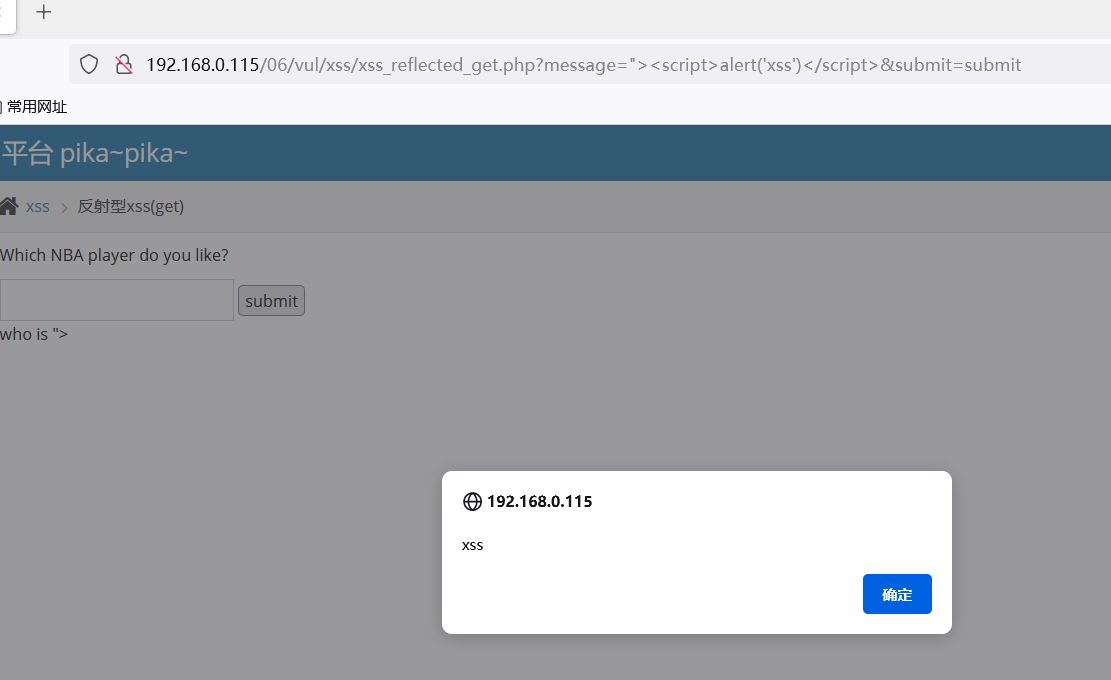 192.168.0.115/06/vul/xss/xss_reflected_get.php?message="><script>alert('xss')</script>&submit=submit
常用网址
平台 pika~pika~
xss > 反射型xss(get)
Which NBA player do you like?
submit
who is ">
192.168.0.115
xss
确定